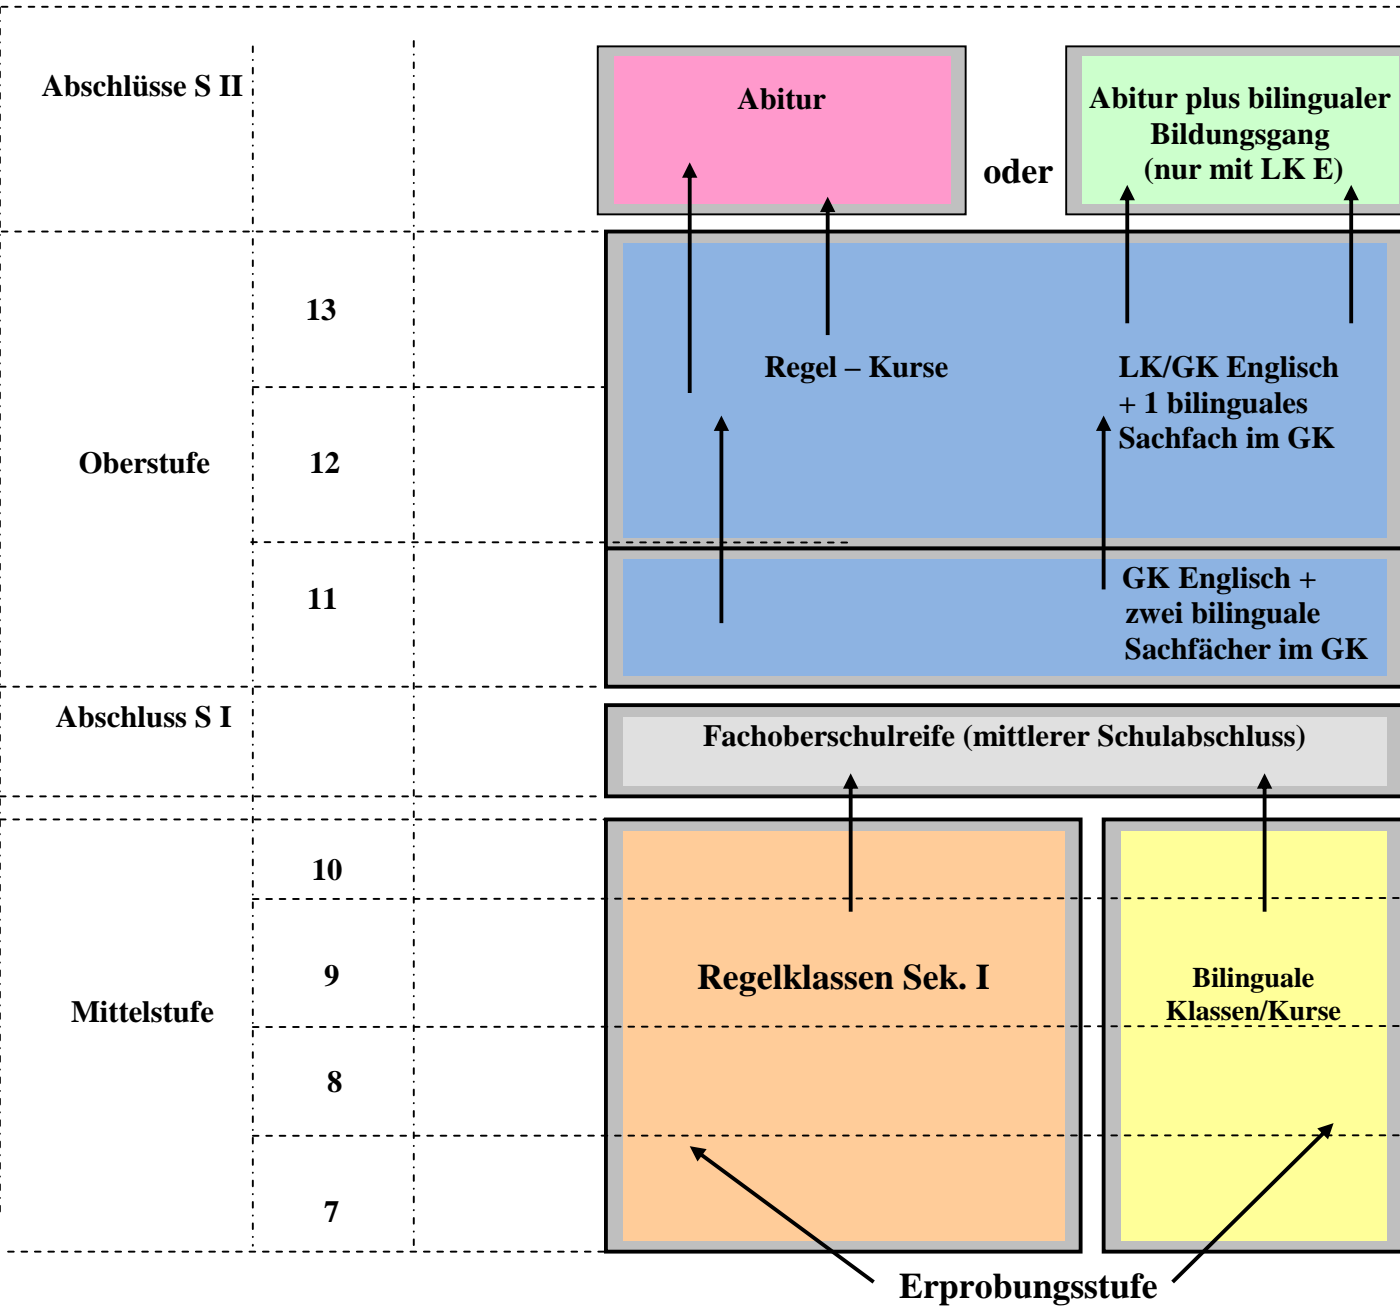 Abschlüsse S II
Abitur
oder
Abitur plus bilingualer
Bildungsgang
(nur mit LK E)
13
Regel – Kurse
LK/GK Englisch
+ 1 bilinguales
Sachfach im GK
Oberstufe
12
11
GK Englisch +
zwei bilinguale
Sachfächer im GK
Abschluss S I
Fachoberschulreife (mittlerer Schulabschluss)
10
9
Regelklassen Sek. I
Bilinguale
Klassen/Kurse
Mittelstufe
8
7
Erprobungsstufe